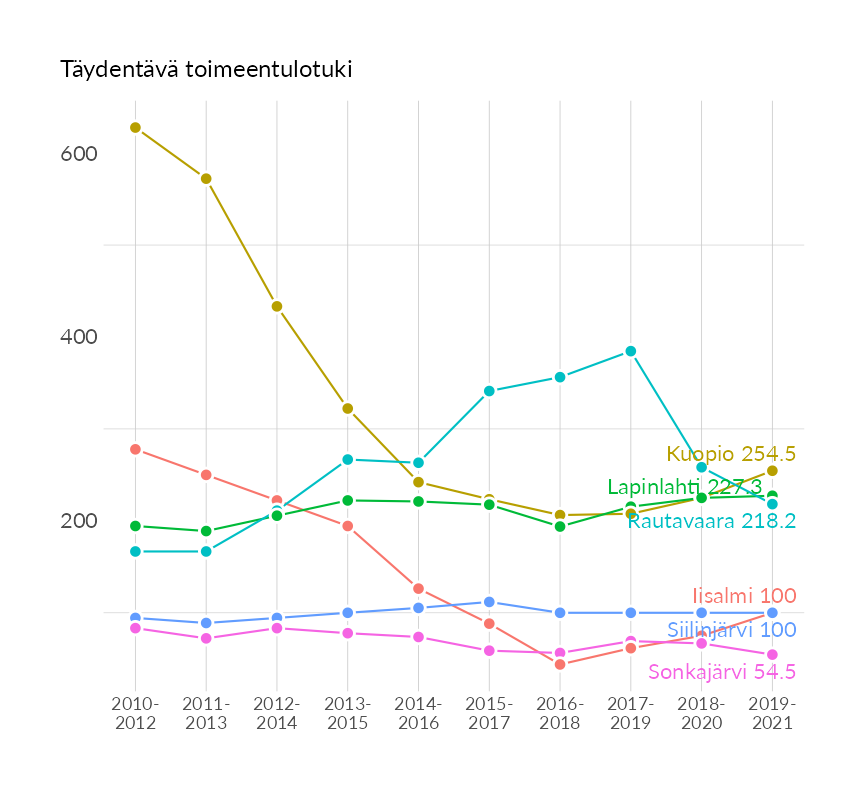 Täydentävä toimeentulotuki
600
400
200
Kuopio 254.5
Lapinlahti 227.3
Rautavaara 218.2
Iisalmi 100
Siilinjärvi 100
Sonkajärvi 54.5
2010- 2011- 2012- 2013- 2014- 2015- 2016- 2017- 2018- 2019-
2012 2013 2014 2015 2016 2017 2018 2019 2020 2021